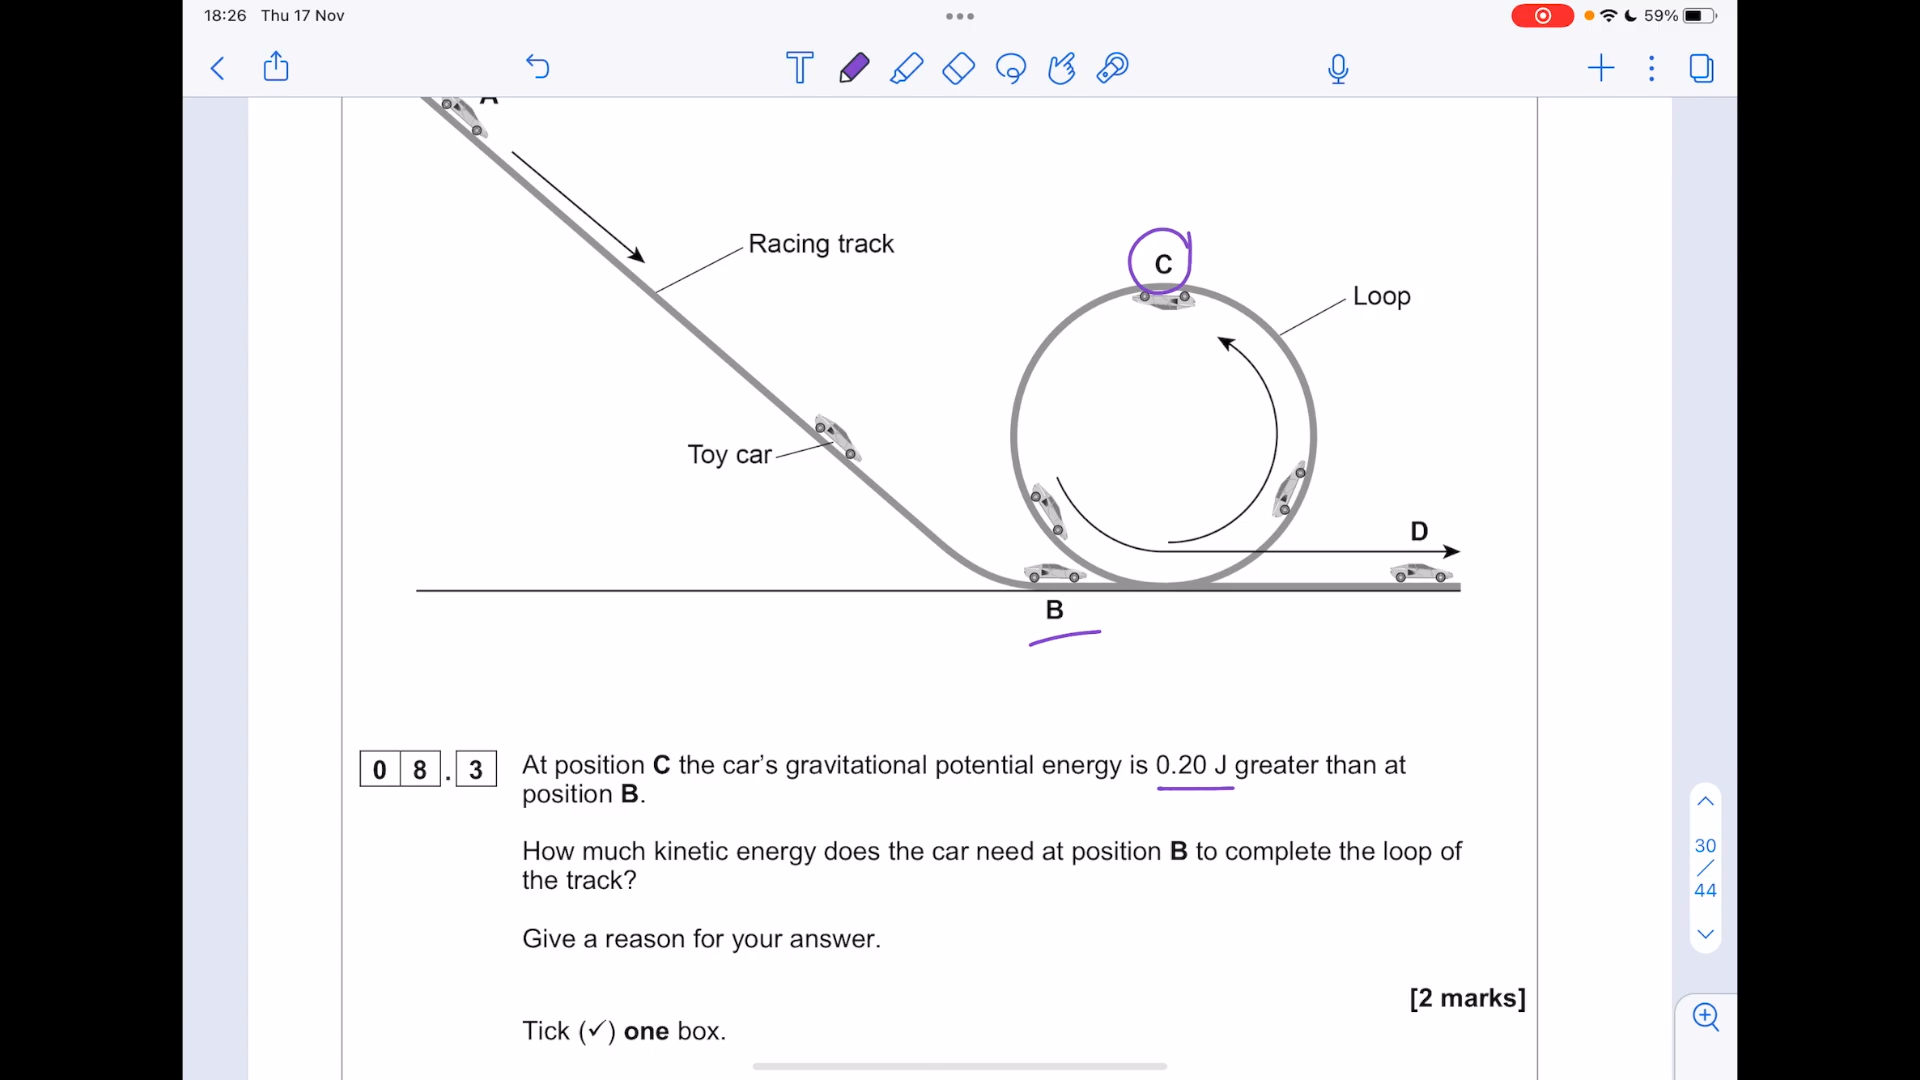 18:26 Thu 17 Nov
59%
A
Racing track
C
Loop
Toy car
D
B
0 8 . 3 At position C the car's gravitational potential energy is 0.20 J greater than at
position B.
How much kinetic energy does the car need at position B to complete the loop of
the track?
Give a reason for your answer.
[2 marks]
Tick (✓) one box.
30
/
44